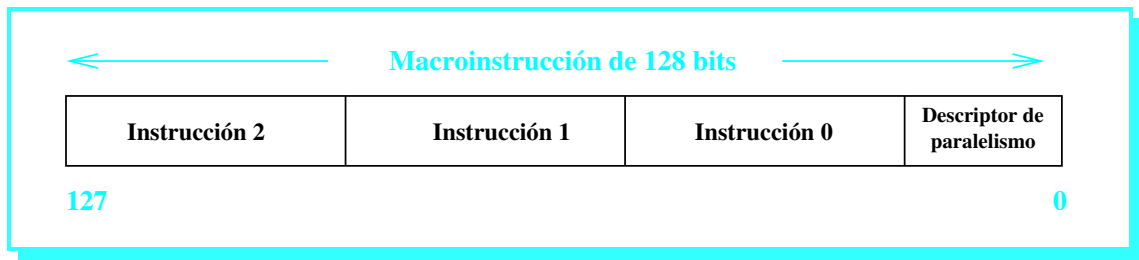 Macroinstrucción de 128 bits
Instrucción 2
Instrucción 1
Instrucción 0
Descriptor de
paralelismo
127
0